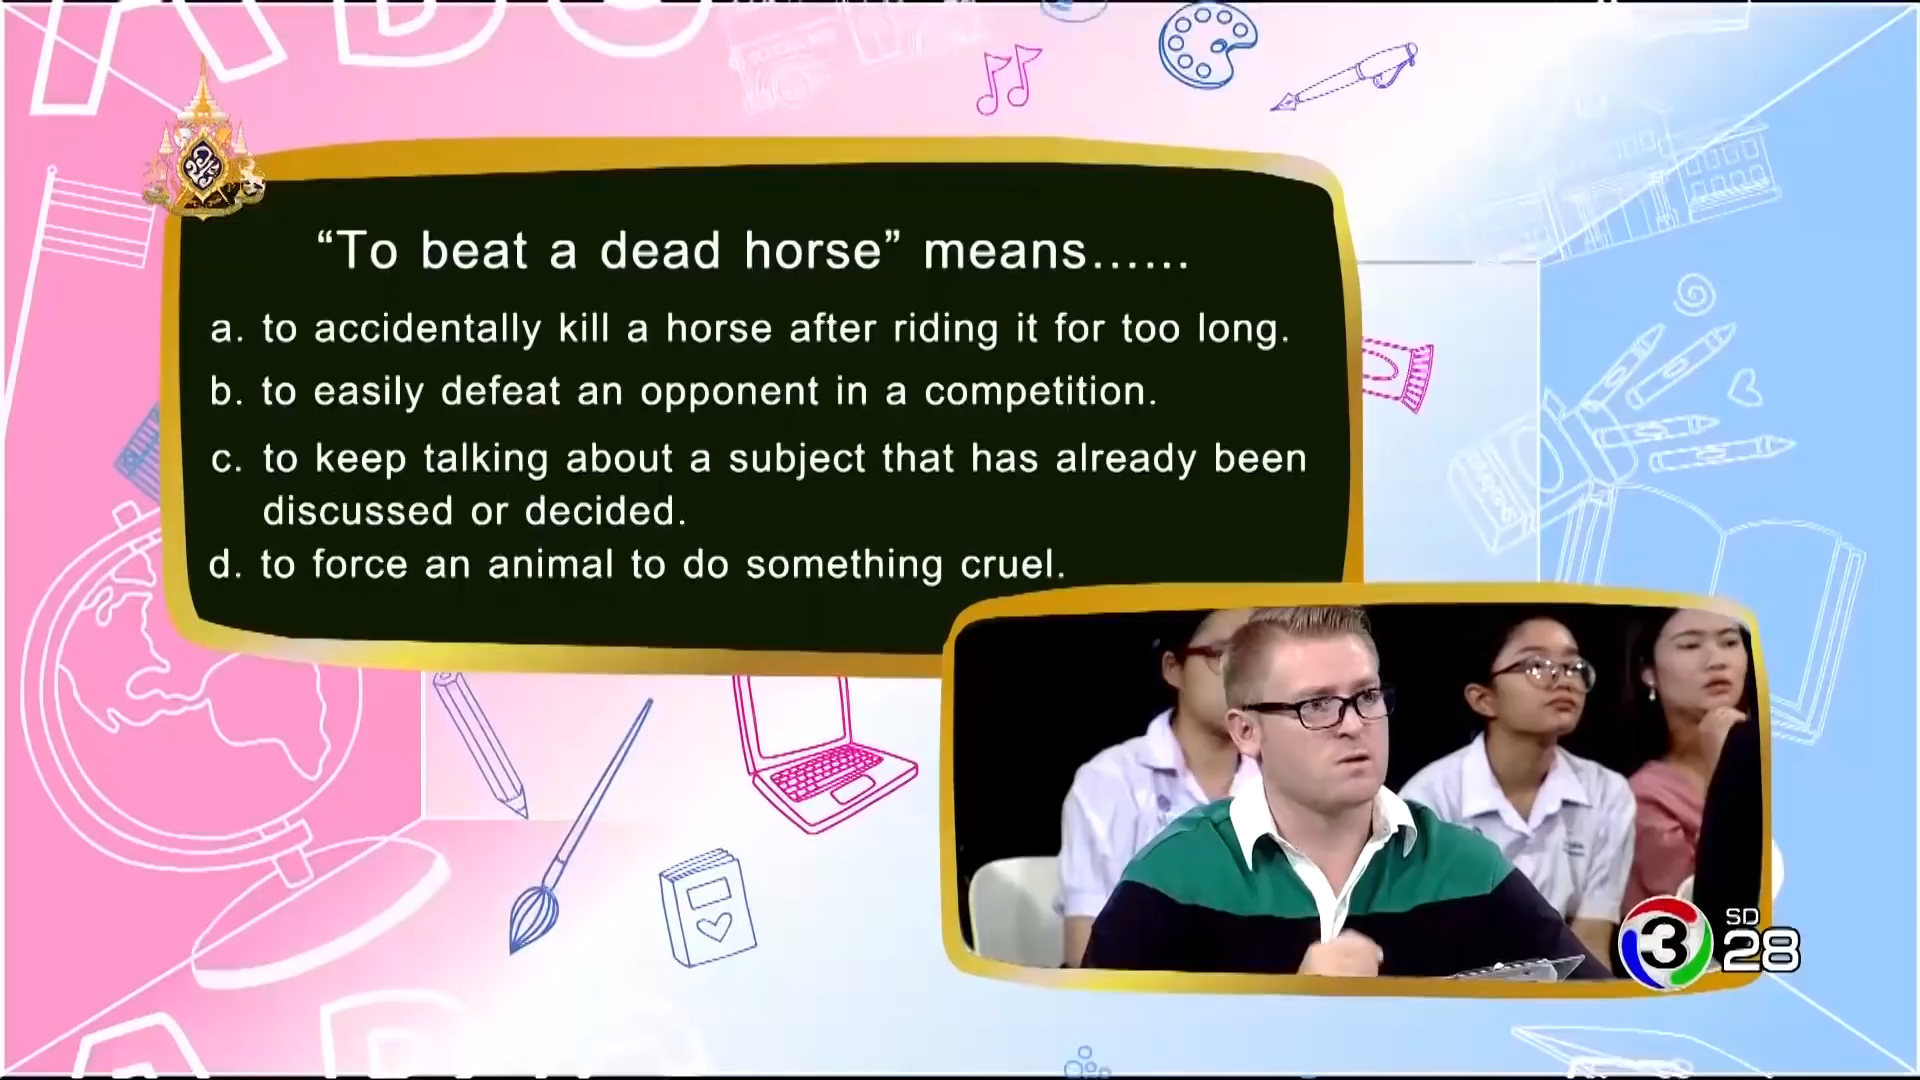 “To beat a dead horse” means......
a. to accidentally kill a horse after riding it for too long.
b. to easily defeat an opponent in a competition.
c. to keep talking about a subject that has already been
discussed or decided.
d. to force an animal to do something cruel.
3 SD
28